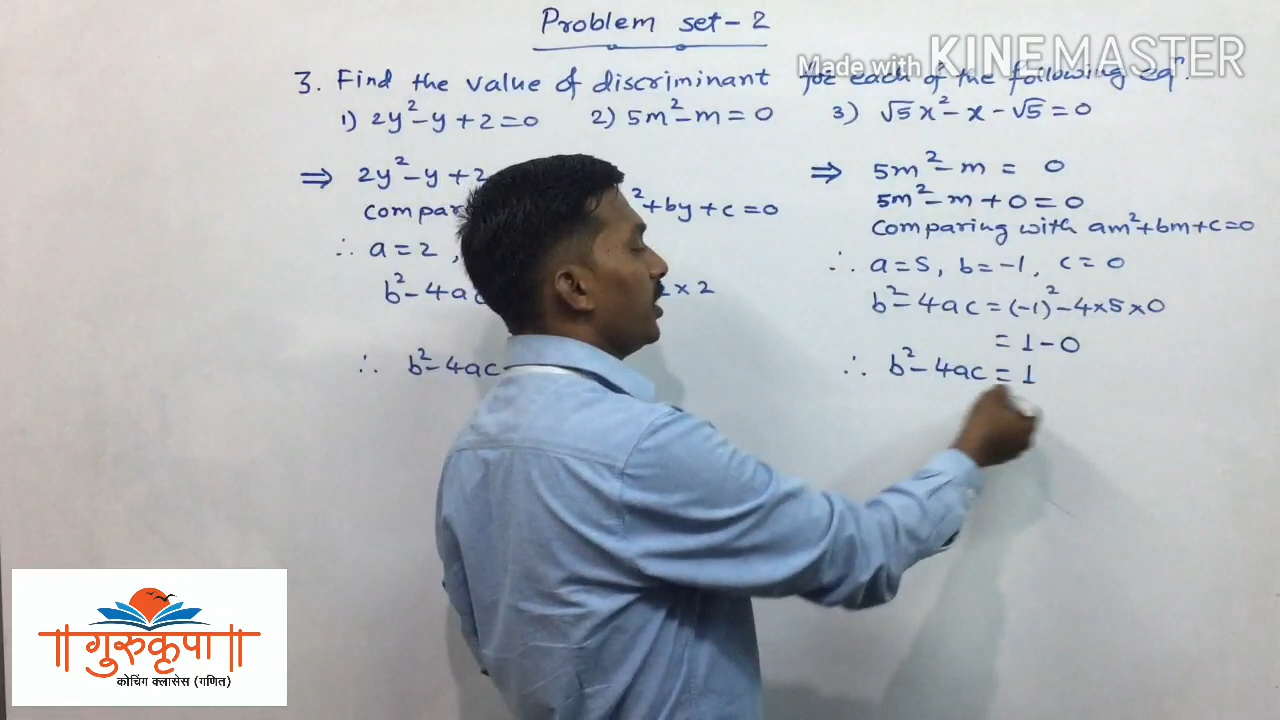 Problem set - 2
Made with KINEMASTER
3. Find the value of discriminant for each of the following eqⁿ.
1) 2y² - y + 2 = 0 2) 5m² - m = 0 3) √5 x² - x - √5 = 0
⇒ 2y² - y + 2
compar
² + by + c = 0
∴ a = 2 ,
b² - 4ac
× 2
∴ b² - 4ac
⇒ 5m² - m = 0
5m² - m + 0 = 0
Comparing with am² + bm + c = 0
∴ a = 5, b = -1, c = 0
b² - 4ac = (-1)² - 4 × 5 × 0
= 1 - 0
∴ b² - 4ac = 1
॥ गुरुकृपा ॥
कोचिंग क्लासेस (गणित)